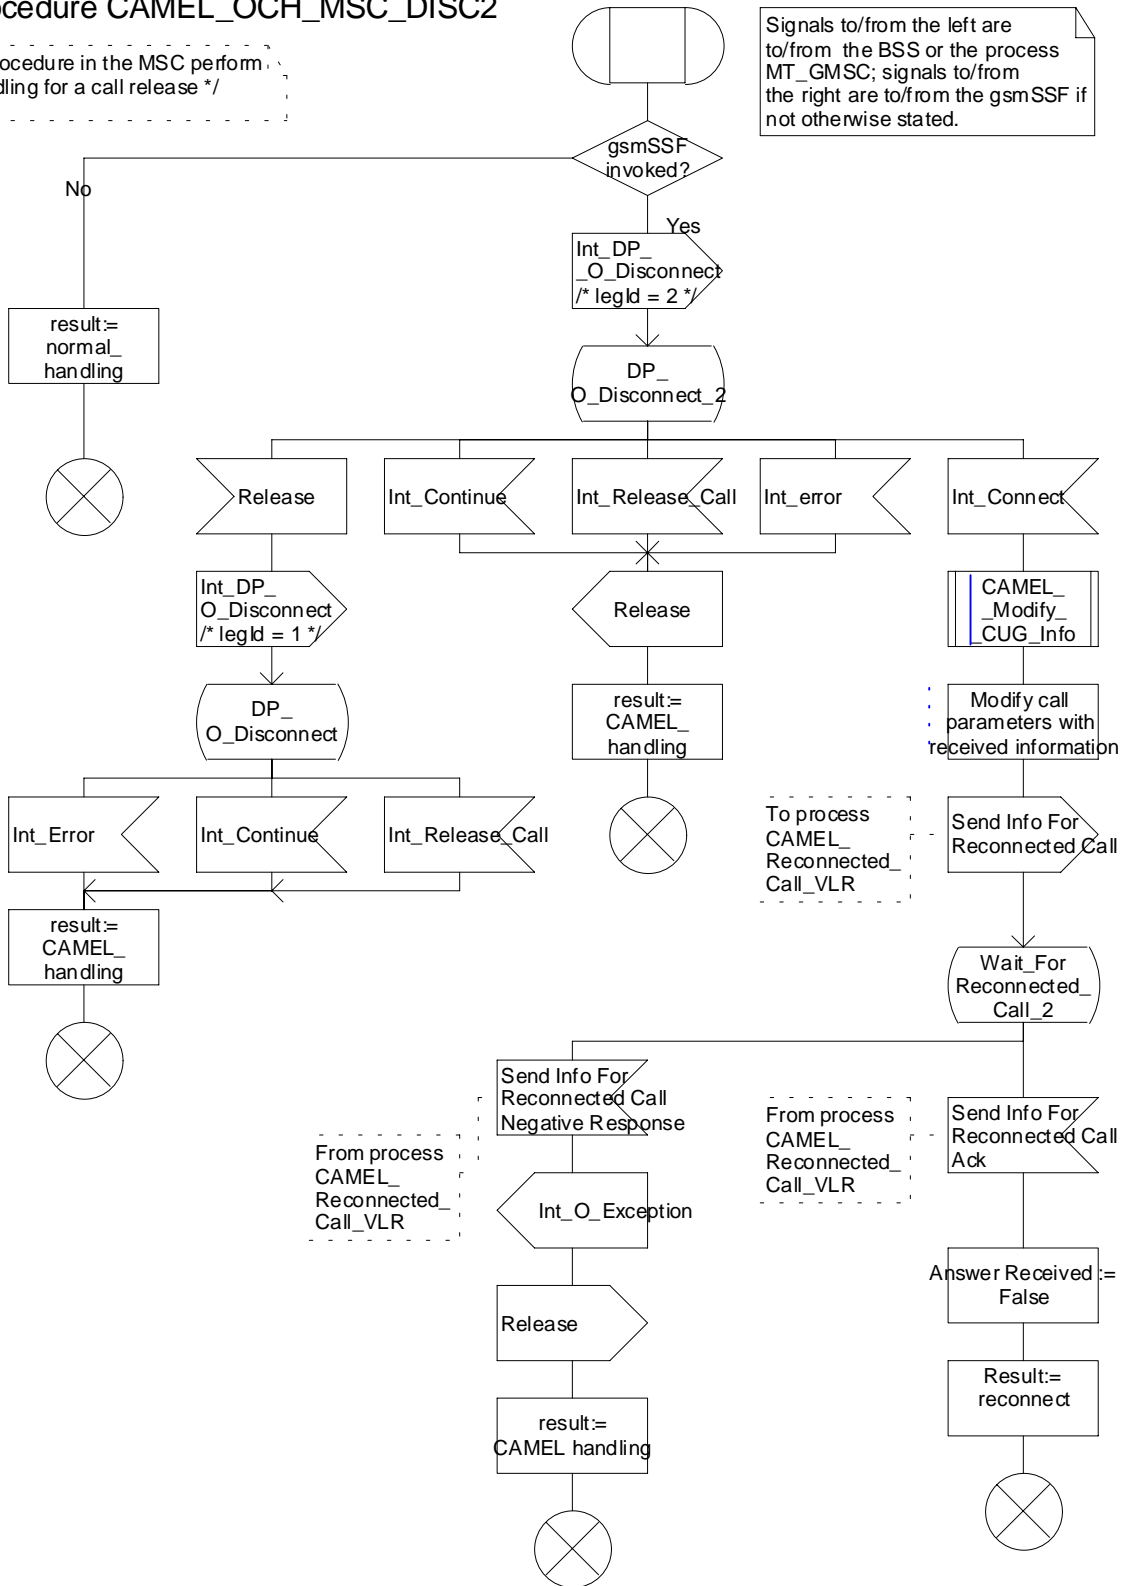 ocedure CAMEL_OCH_MSC_DISC2
ocedure in the MSC perform
dling for a call release */
Signals to/from the left are
to/from the BSS or the process
MT_GMSC; signals to/from
the right are to/from the gsmSSF if
not otherwise stated.
gsmSSF
invoked?
No
Yes
Int_DP_
_O_Disconnect
/* legId = 2 */
result:=
normal_
handling
DP_
O_Disconnect_2
Release
Int_Continue
Int_Release_Call
Int_error
Int_Connect
Int_DP_
O_Disconnect
/* legId = 1 */
Release
CAMEL_
_Modify_
_CUG_Info
DP_
O_Disconnect
result:=
CAMEL_
handling
Modify call
parameters with
received information
Int_Error
Int_Continue
Int_Release_Call
To process
CAMEL_
Reconnected_
Call_VLR
Send Info For
Reconnected Call
result:=
CAMEL_
handling
Wait_For
Reconnected_
Call_2
Send Info For
Reconnected Call
Negative Response
From process
CAMEL_
Reconnected_
Call_VLR
From process
CAMEL_
Reconnected_
Call_VLR
Send Info For
Reconnected Call
Ack
Int_O_Exception
Answer Received :=
False
Release
Result:=
reconnect
result:=
CAMEL handling